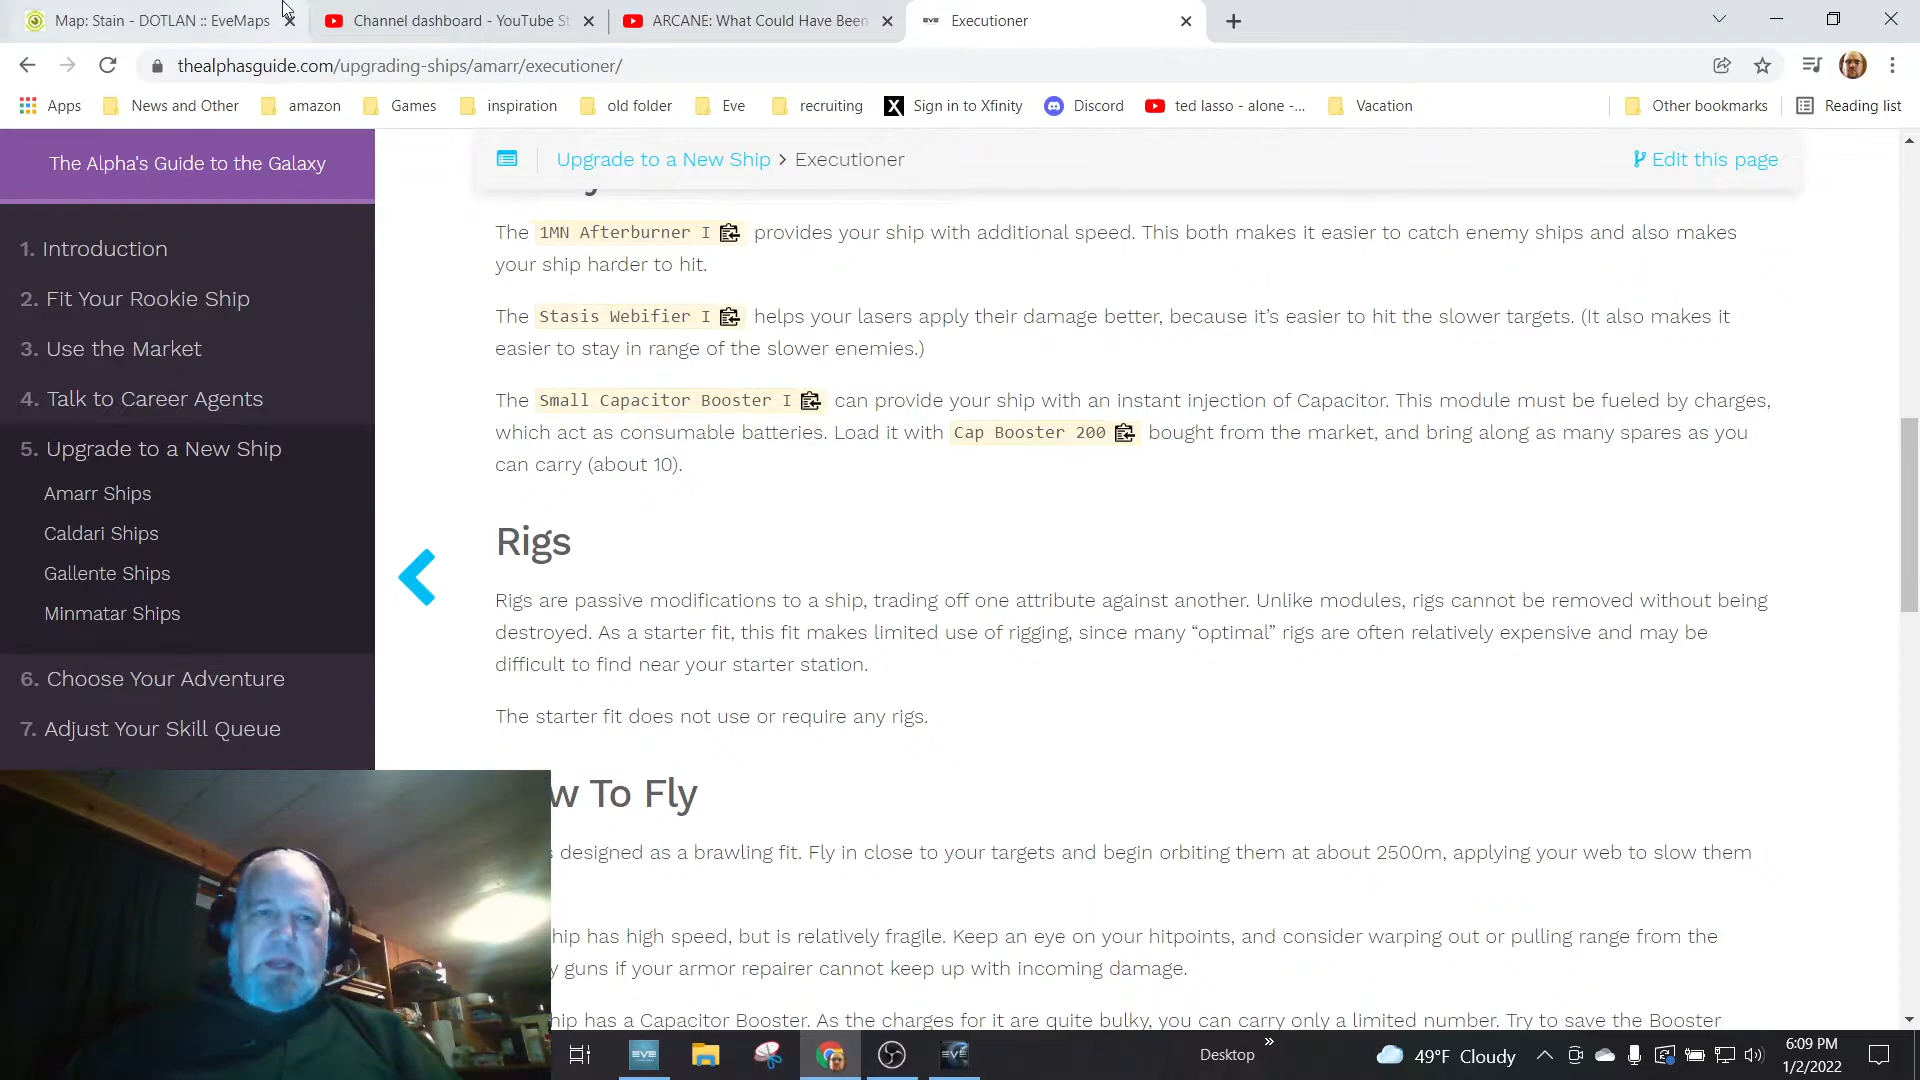 Map: Stain - DOTLAN :: EveMaps
Channel dashboard - YouTube St
ARCANE: What Could Have Been
EVE
Executioner
thealphasguide.com/upgrading-ships/amarr/executioner/
Apps
News and Other
amazon
Games
inspiration
old folder
Eve
recruiting
X
Sign in to Xfinity
Discord
ted lasso - alone -...
Vacation
Other bookmarks
Reading list
The Alpha's Guide to the Galaxy
1. Introduction
2. Fit Your Rookie Ship
3. Use the Market
4. Talk to Career Agents
5. Upgrade to a New Ship
Amarr Ships
Caldari Ships
Gallente Ships
Minmatar Ships
6. Choose Your Adventure
7. Adjust Your Skill Queue
Upgrade to a New Ship > Executioner
Edit this page
The 1MN Afterburner I provides your ship with additional speed. This both makes it easier to catch enemy ships and also makes
your ship harder to hit.
The Stasis Webifier I helps your lasers apply their damage better, because it’s easier to hit the slower targets. (It also makes it
easier to stay in range of the slower enemies.)
The Small Capacitor Booster I can provide your ship with an instant injection of Capacitor. This module must be fueled by charges,
which act as consumable batteries. Load it with Cap Booster 200 bought from the market, and bring along as many spares as you
can carry (about 10).
Rigs
Rigs are passive modifications to a ship, trading off one attribute against another. Unlike modules, rigs cannot be removed without being
destroyed. As a starter fit, this fit makes limited use of rigging, since many “optimal” rigs are often relatively expensive and may be
difficult to find near your starter station.
The starter fit does not use or require any rigs.
w To Fly
designed as a brawling fit. Fly in close to your targets and begin orbiting them at about 2500m, applying your web to slow them
hip has high speed, but is relatively fragile. Keep an eye on your hitpoints, and consider warping out or pulling range from the
y guns if your armor repairer cannot keep up with incoming damage.
hip has a Capacitor Booster. As the charges for it are quite bulky, you can carry only a limited number. Try to save the Booster
EVE
EVE
Desktop
»
49°F Cloudy
6:09 PM
1/2/2022